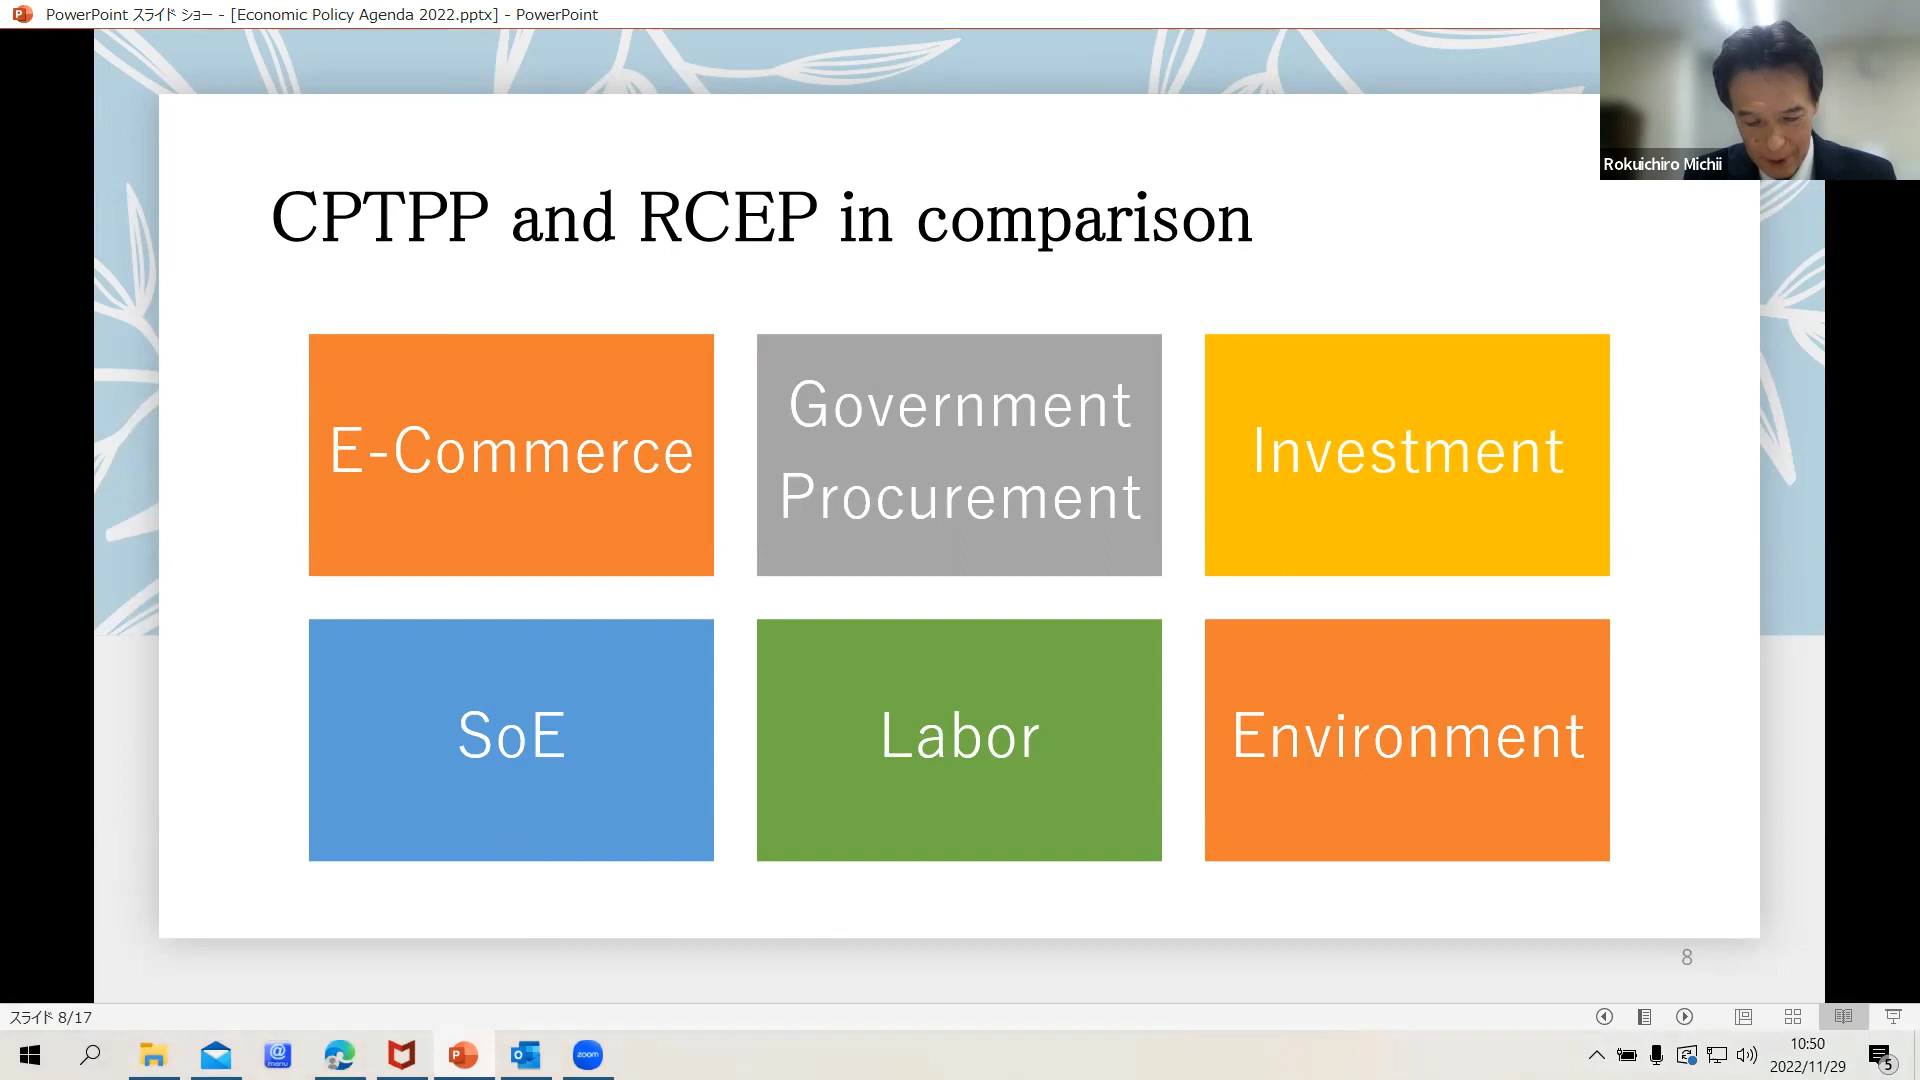 PowerPoint スライド ショー - [Economic Policy Agenda 2022.pptx] - PowerPoint
Rokuichiro Michii
CPTPP and RCEP in comparison
E-Commerce
Government
Procurement
Investment
SoE
Labor
Environment
8
スライド 8/17
zoom
10:50
2022/11/29
5